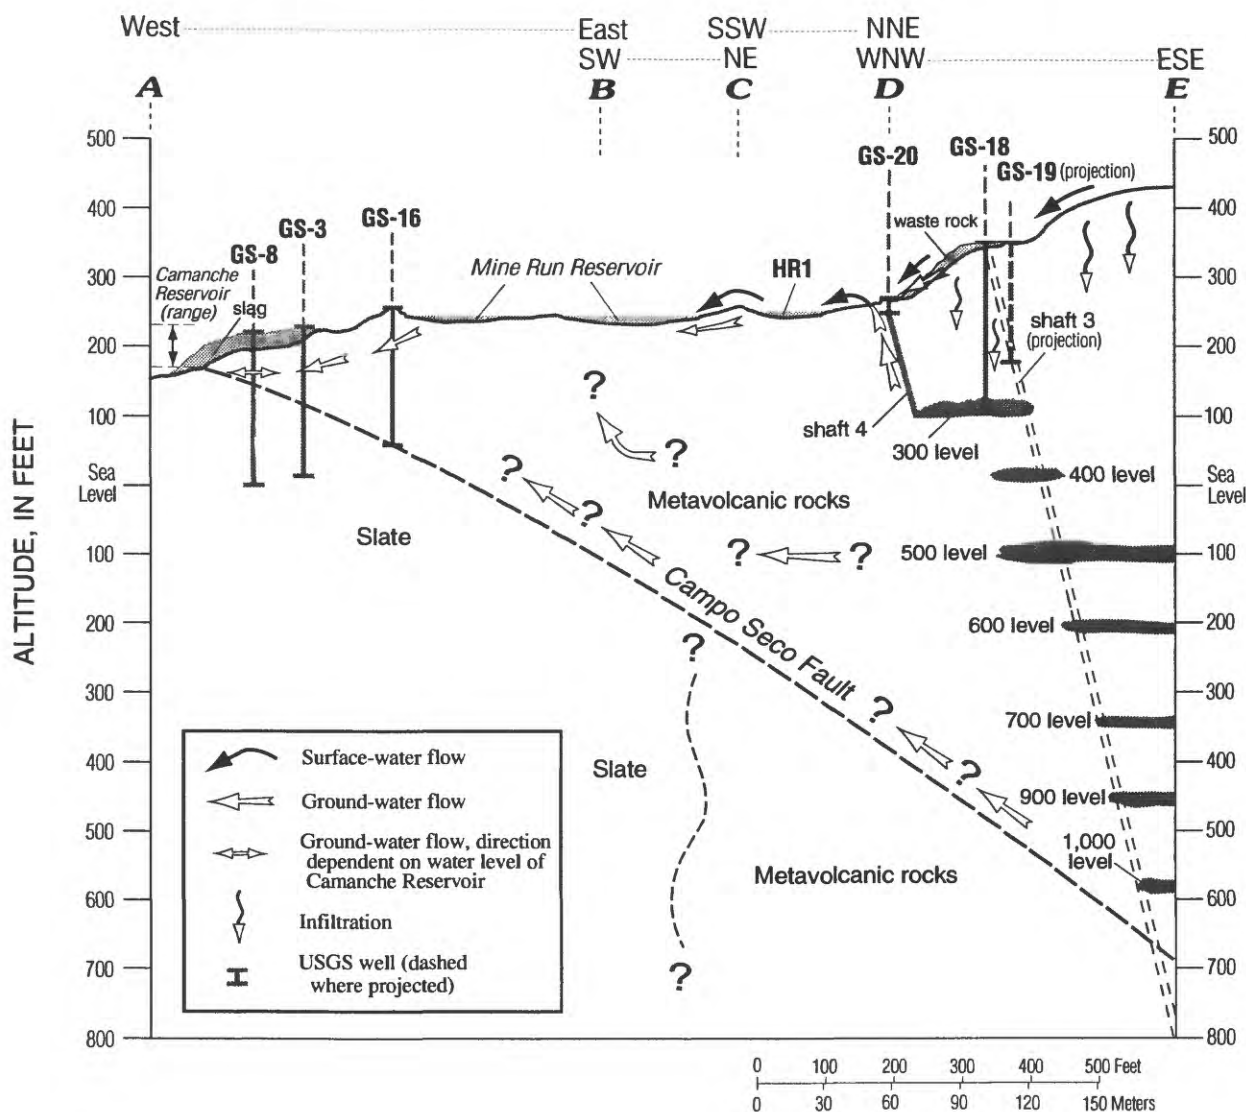 West East SSW NNE
SW NE WNW ESE
A B C D E
500 500
400 400
300 300
200 200
100 100
Sea Level Sea Level
100 100
200 200
300 300
400 400
500 500
600 600
700 700
800 800
ALTITUDE, IN FEET
GS-20
GS-18
GS-19 (projection)
GS-16
GS-3
GS-8
Camanche
Reservoir
(range)
slag
Mine Run Reservoir
HR1
waste rock
shaft 3
(projection)
shaft 4
300 level
400 level
500 level
600 level
700 level
900 level
1,000
level
?
?
?
?
?
?
?
?
?
?
Metavolcanic rocks
Slate
Campo Seco Fault
Slate
Metavolcanic rocks
Surface-water flow
Ground-water flow
Ground-water flow, direction
dependent on water level of
Camanche Reservoir
Infiltration
USGS well (dashed
where projected)
0 100 200 300 400 500 Feet
0 30 60 90 120 150 Meters